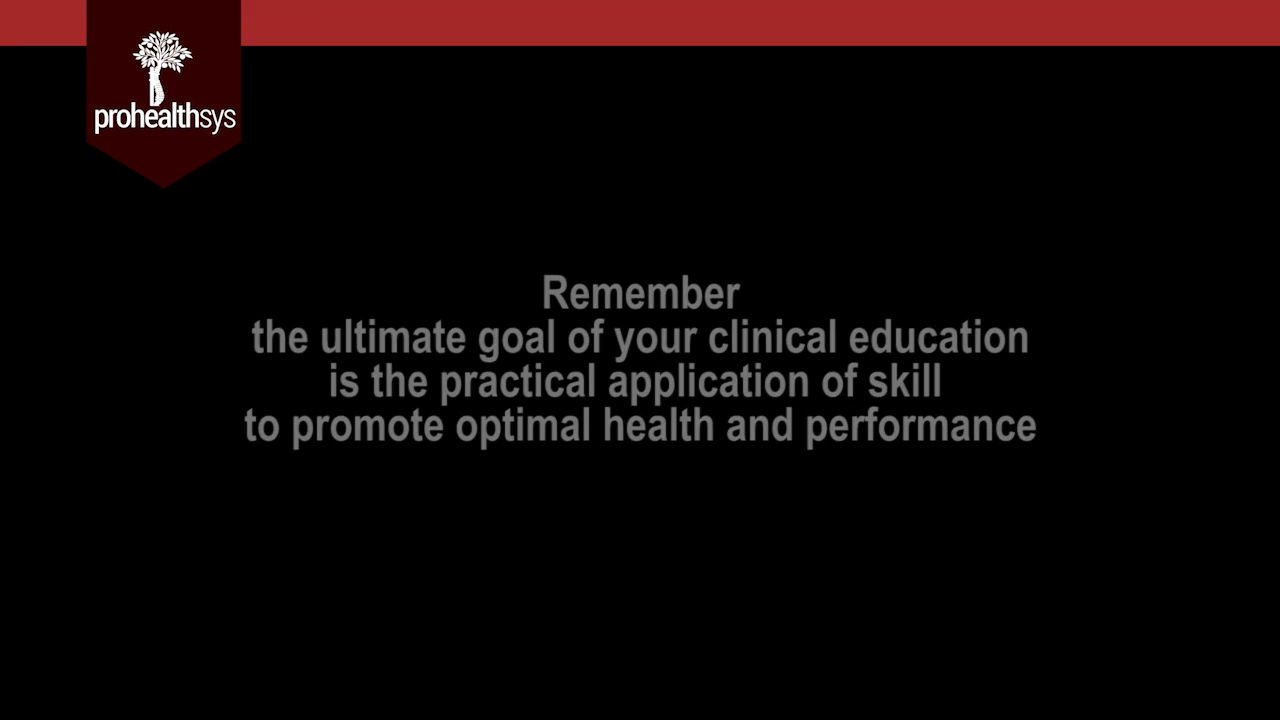 prohealthsys
Remember
the ultimate goal of your clinical education
is the practical application of skill
to promote optimal health and performance